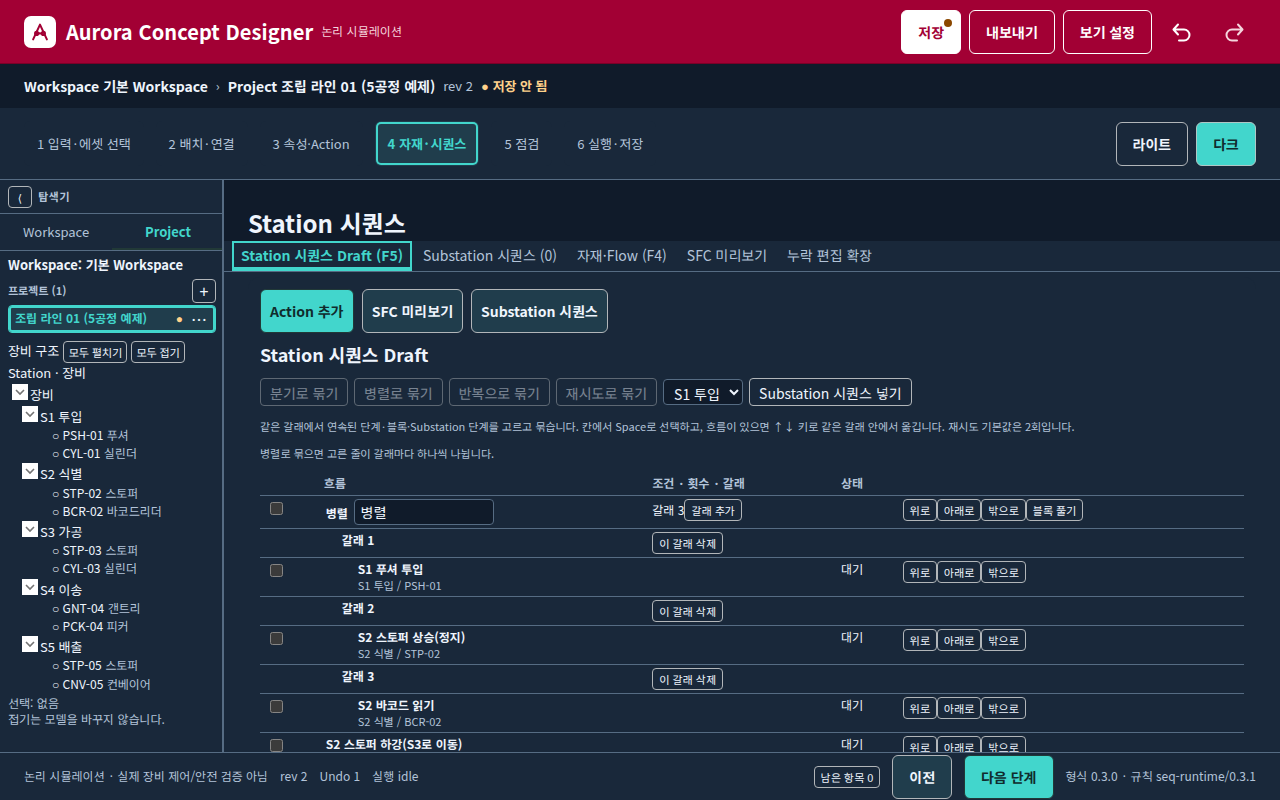 Aurora Concept Designer 논리 시뮬레이션 저장 내보내기 보기 설정
Workspace 기본 Workspace › Project 조립 라인 01 (5공정 예제) rev 2 ● 저장 안 됨
1 입력·에셋 선택 2 배치·연결 3 속성·Action 4 자재·시퀀스 5 점검 6 실행·저장 라이트 다크
⟨ 탐색기
Workspace Project
Workspace: 기본 Workspace
프로젝트 (1) +
조립 라인 01 (5공정 예제) ● ···
장비 구조 모두 펼치기 모두 접기
Station · 장비
장비
S1 투입
○ PSH-01 푸셔
○ CYL-01 실린더
S2 식별
○ STP-02 스토퍼
○ BCR-02 바코드리더
S3 가공
○ STP-03 스토퍼
○ CYL-03 실린더
S4 이송
○ GNT-04 갠트리
○ PCK-04 피커
S5 배출
○ STP-05 스토퍼
○ CNV-05 컨베이어
선택: 없음
접기는 모델을 바꾸지 않습니다.
Station 시퀀스
Station 시퀀스 Draft (F5) Substation 시퀀스 (0) 자재·Flow (F4) SFC 미리보기 누락 편집 확장
Action 추가 SFC 미리보기 Substation 시퀀스
Station 시퀀스 Draft
분기로 묶기 병렬로 묶기 반복으로 묶기 재시도로 묶기 S1 투입 Substation 시퀀스 넣기
같은 갈래에서 연속된 단계·블록·Substation 단계를 고르고 묶습니다. 칸에서 Space로 선택하고, 흐름이 있으면 ↑↓ 키로 같은 갈래 안에서 옮깁니다. 재시도 기본값은 2회입니다.
병렬로 묶으면 고른 줄이 갈래마다 하나씩 나뉩니다.
흐름 조건 · 횟수 · 갈래 상태
병렬 병렬 갈래 3 갈래 추가 위로 아래로 밖으로 블록 풀기
갈래 1 이 갈래 삭제
S1 푸셔 투입 대기 위로 아래로 밖으로
S1 투입 / PSH-01
갈래 2 이 갈래 삭제
S2 스토퍼 상승(정지) 대기 위로 아래로 밖으로
S2 식별 / STP-02
갈래 3 이 갈래 삭제
S2 바코드 읽기 대기 위로 아래로 밖으로
S2 식별 / BCR-02
S2 스토퍼 하강(S3로 이동) 대기 위로 아래로 밖으로
논리 시뮬레이션 · 실제 장비 제어/안전 검증 아님 rev 2 Undo 1 실행 idle 남은 항목 0 이전 다음 단계 형식 0.3.0 · 규칙 seq-runtime/0.3.1